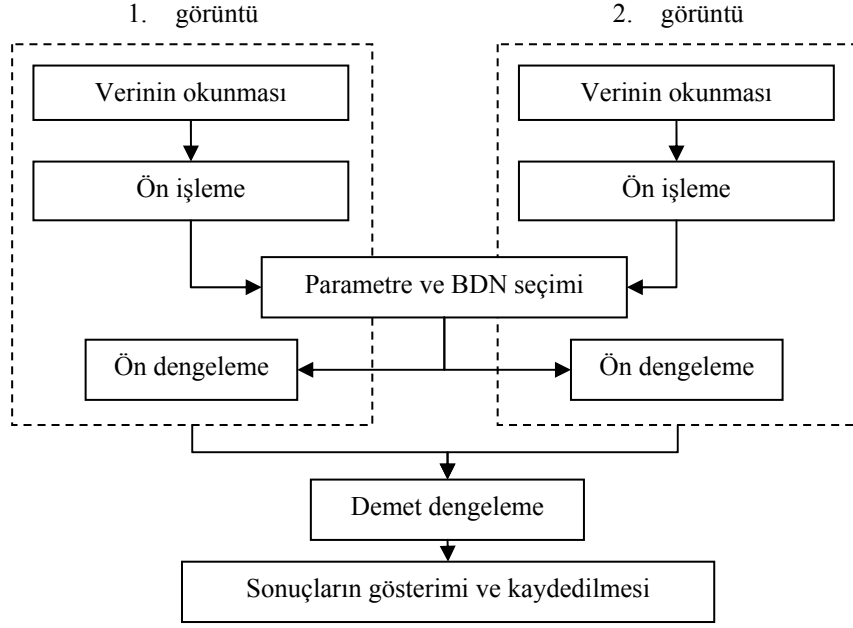 1. görüntü
2. görüntü
Verinin okunması
Verinin okunması
Ön işleme
Ön işleme
Parametre ve BDN seçimi
Ön dengeleme
Ön dengeleme
Demet dengeleme
Sonuçların gösterimi ve kaydedilmesi